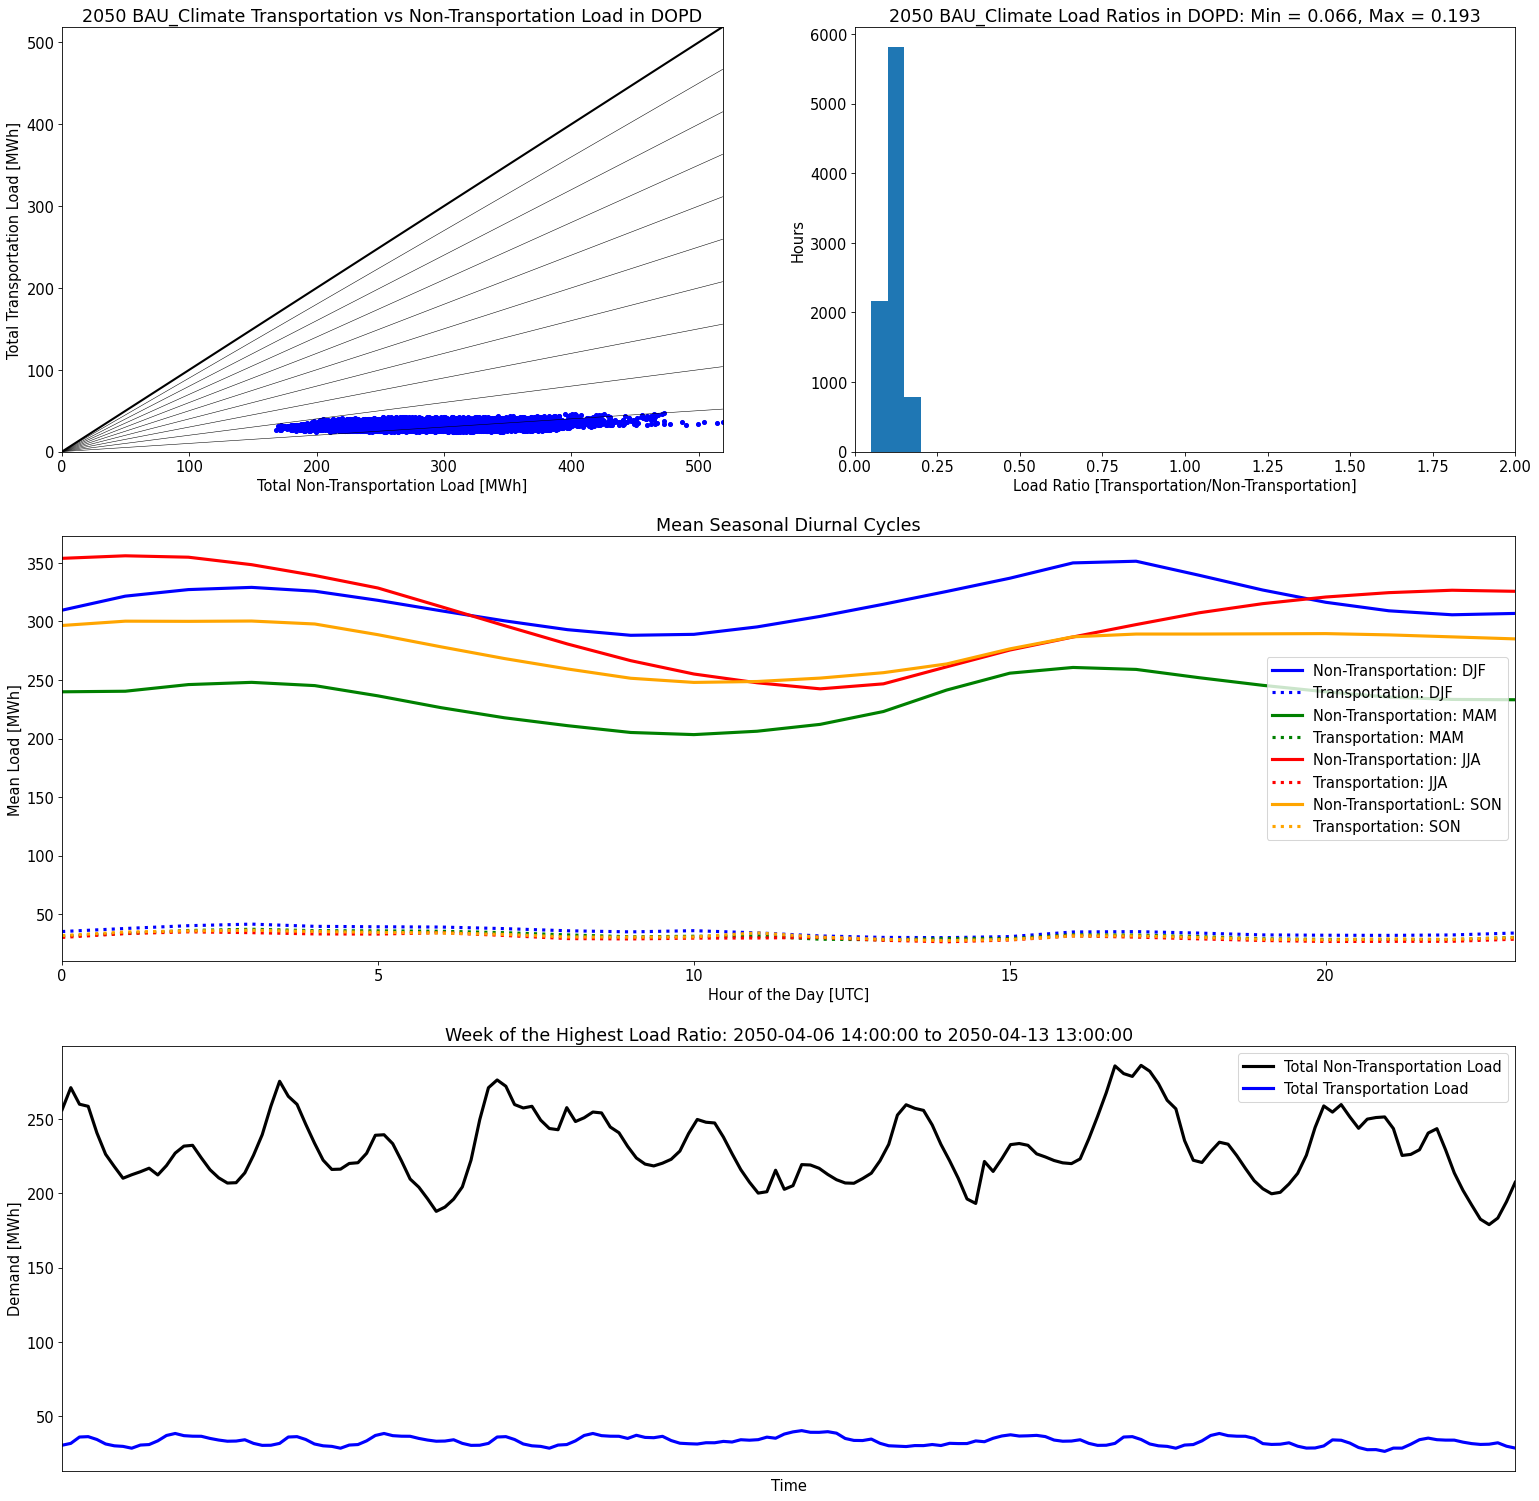 2050 BAU_Climate Transportation vs Non-Transportation Load in DOPD
500
400
300
200
100
0
Total Transportation Load [MWh]
0 100 200 300 400 500
Total Non-Transportation Load [MWh]
2050 BAU_Climate Load Ratios in DOPD: Min = 0.066, Max = 0.193
6000
5000
4000
3000
2000
1000
0
Hours
0.00 0.25 0.50 0.75 1.00 1.25 1.50 1.75 2.00
Load Ratio [Transportation/Non-Transportation]
Mean Seasonal Diurnal Cycles
350
300
250
200
150
100
50
Mean Load [MWh]
Non-Transportation: DJF
Transportation: DJF
Non-Transportation: MAM
Transportation: MAM
Non-Transportation: JJA
Transportation: JJA
Non-TransportationL: SON
Transportation: SON
0 5 10 15 20
Hour of the Day [UTC]
Week of the Highest Load Ratio: 2050-04-06 14:00:00 to 2050-04-13 13:00:00
Total Non-Transportation Load
Total Transportation Load
250
200
150
100
50
Demand [MWh]
Time